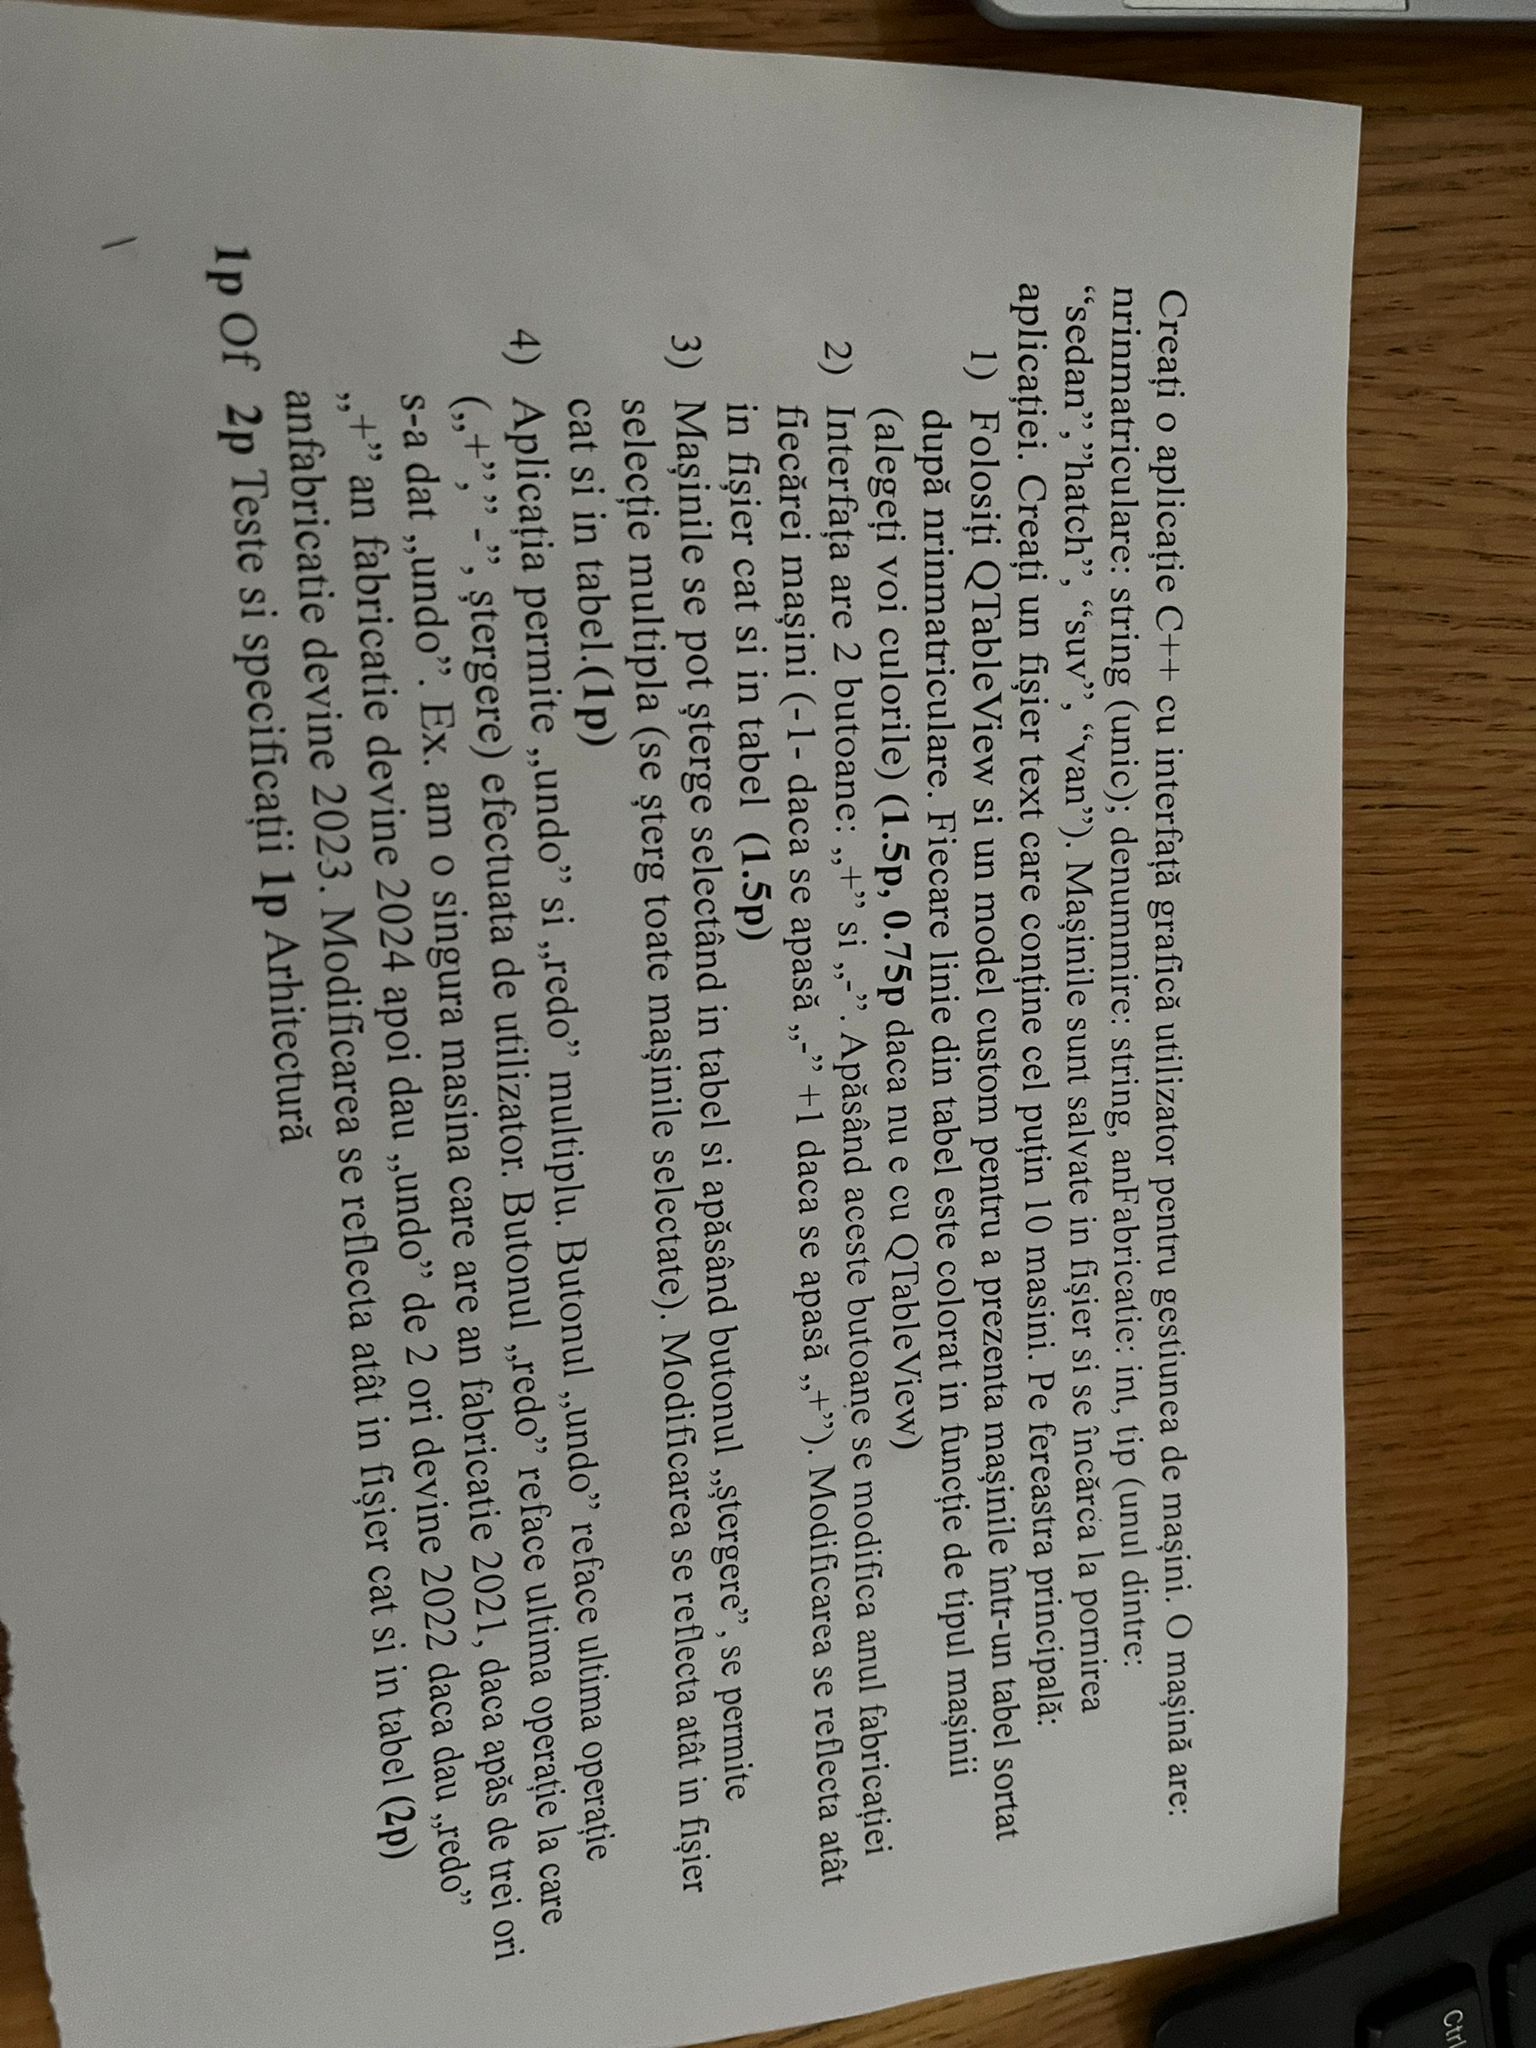 Creați o aplicație C++ cu interfață grafică utilizator pentru gestiunea de mașini. O mașină are:
nrinmatriculare: string (unic); denummire: string, anFabricatie: int, tip (unul dintre:
“sedan”,”hatch”, “suv”, “van”). Mașinile sunt salvate in fișier si se încărca la pornirea
aplicației. Creați un fișier text care conține cel puțin 10 masini. Pe fereastra principală:
1) Folosiți QTableView si un model custom pentru a prezenta mașinile într-un tabel sortat
după nrinmatriculare. Fiecare linie din tabel este colorat in funcție de tipul mașinii
(alegeți voi culorile) (1.5p, 0.75p daca nu e cu QTableView)
2) Interfața are 2 butoane: „+” si „-”. Apăsând aceste butoane se modifica anul fabricației
fiecărei mașini (-1- daca se apasă „-” +1 daca se apasă „+”). Modificarea se reflecta atât
in fișier cat si in tabel (1.5p)
3) Mașinile se pot șterge selectând in tabel si apăsând butonul „ștergere”, se permite
selecție multipla (se șterg toate mașinile selectate). Modificarea se reflecta atât in fișier
cat si in tabel.(1p)
4) Aplicația permite „undo” si „redo” multiplu. Butonul „undo” reface ultima operație
(„+”,” -”, ștergere) efectuata de utilizator. Butonul „redo” reface ultima operație la care
s-a dat „undo”. Ex. am o singura masina care are an fabricatie 2021, daca apăs de trei ori
„+” an fabricatie devine 2024 apoi dau „undo” de 2 ori devine 2022 daca dau „redo”
anfabricatie devine 2023. Modificarea se reflecta atât in fișier cat si in tabel (2p)
1p Of 2p Teste si specificații 1p Arhitectură
Ctrl